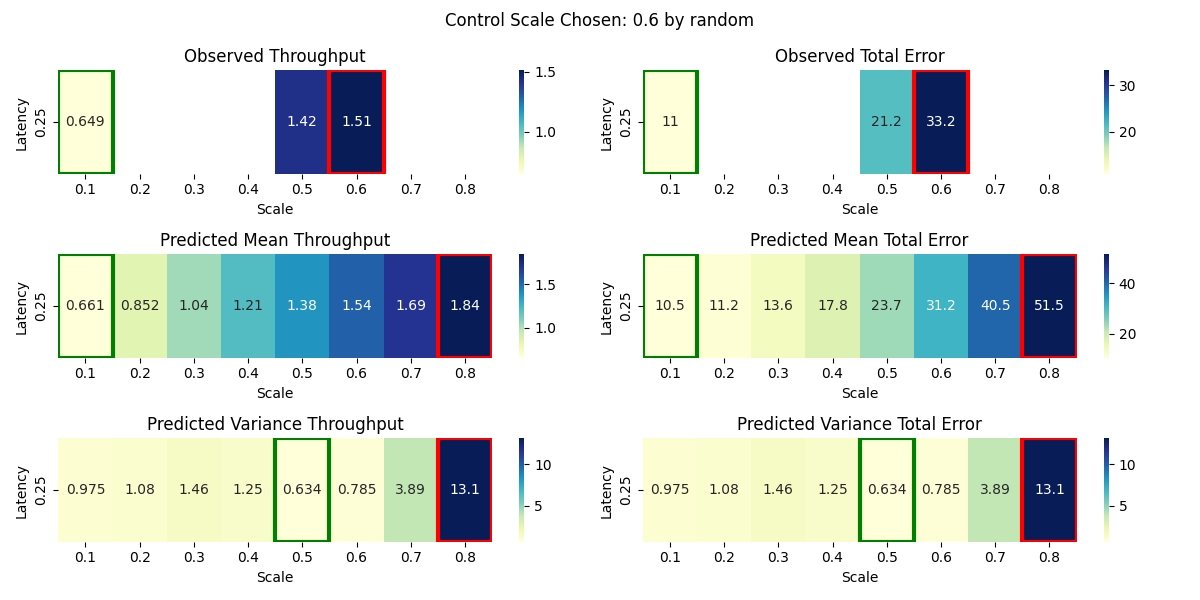 Control Scale Chosen: 0.6 by random
Observed Throughput
Latency
0.25
0.649 1.42 1.51
1.5
1.0
0.1 0.2 0.3 0.4 0.5 0.6 0.7 0.8
Scale
Observed Total Error
Latency
0.25
11 21.2 33.2
30
20
0.1 0.2 0.3 0.4 0.5 0.6 0.7 0.8
Scale
Predicted Mean Throughput
Latency
0.25
0.661 0.852 1.04 1.21 1.38 1.54 1.69 1.84
1.5
1.0
0.1 0.2 0.3 0.4 0.5 0.6 0.7 0.8
Scale
Predicted Mean Total Error
Latency
0.25
10.5 11.2 13.6 17.8 23.7 31.2 40.5 51.5
40
20
0.1 0.2 0.3 0.4 0.5 0.6 0.7 0.8
Scale
Predicted Variance Throughput
Latency
0.25
0.975 1.08 1.46 1.25 0.634 0.785 3.89 13.1
10
5
0.1 0.2 0.3 0.4 0.5 0.6 0.7 0.8
Scale
Predicted Variance Total Error
Latency
0.25
0.975 1.08 1.46 1.25 0.634 0.785 3.89 13.1
10
5
0.1 0.2 0.3 0.4 0.5 0.6 0.7 0.8
Scale